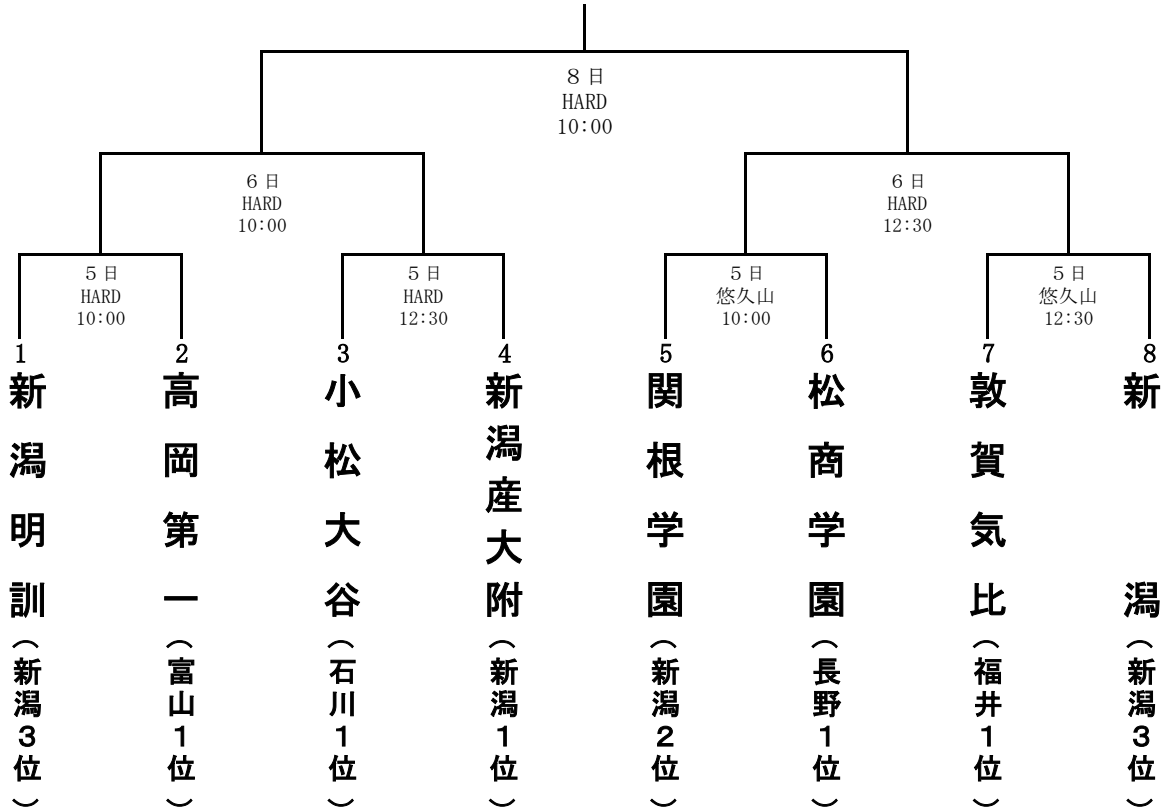 ８日
HARD
10:00
６日
HARD
10:00
６日
HARD
12:30
５日
HARD
10:00
５日
HARD
12:30
５日
悠久山
10:00
５日
悠久山
12:30
1
2
3
4
5
6
7
8
新潟明訓（新潟３位）
高岡第一（富山１位）
小松大谷（石川１位）
新潟産大附（新潟１位）
関根学園（新潟２位）
松商学園（長野１位）
敦賀気比（福井１位）
新潟（新潟３位）